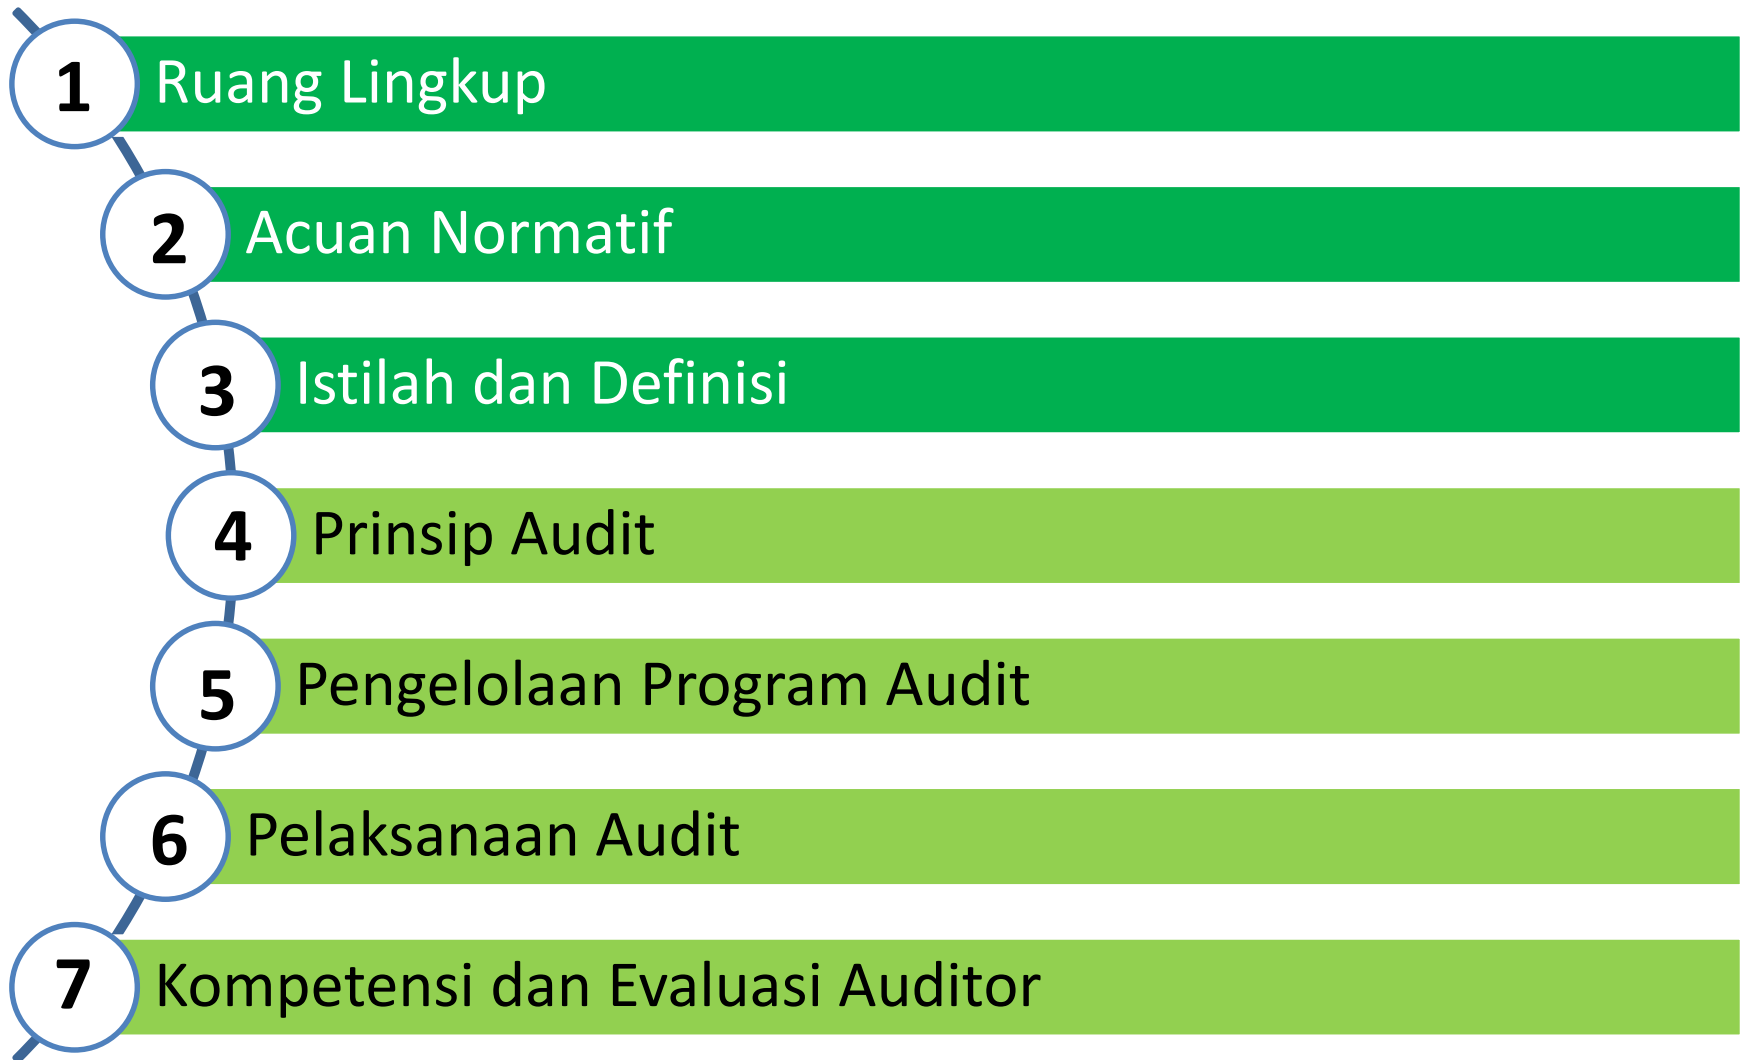 1 Ruang Lingkup
2 Acuan Normatif
3 Istilah dan Definisi
4 Prinsip Audit
5 Pengelolaan Program Audit
6 Pelaksanaan Audit
7 Kompetensi dan Evaluasi Auditor